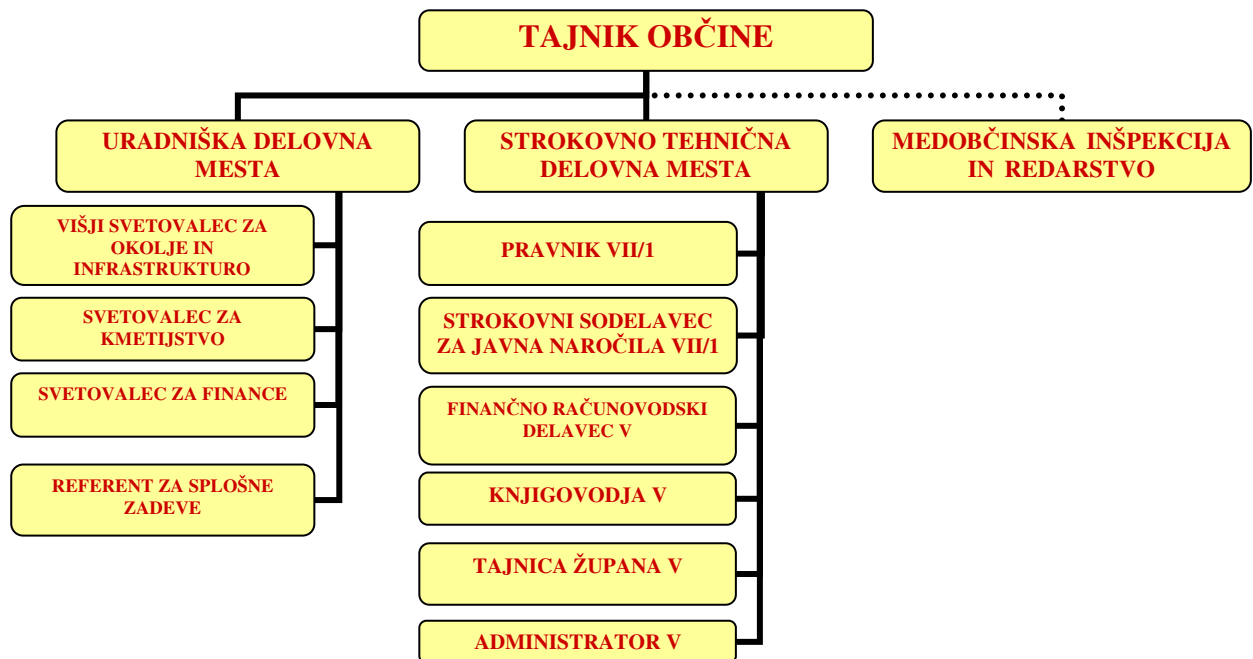 TAJNIK OBČINE
URADNIŠKA DELOVNA
MESTA
STROKOVNO TEHNIČNA
DELOVNA MESTA
MEDOBČINSKA INŠPEKCIJA
IN REDARSTVO
VIŠJI SVETOVALEC ZA
OKOLJE IN
INFRASTRUKTURO
SVETOVALEC ZA
KMETIJSTVO
SVETOVALEC ZA FINANCE
REFERENT ZA SPLOŠNE
ZADEVE
PRAVNIK VII/1
STROKOVNI SODELAVEC
ZA JAVNA NAROČILA VII/1
FINANČNO RAČUNOVODSKI
DELAVEC V
KNJIGOVODJA V
TAJNICA ŽUPANA V
ADMINISTRATOR V